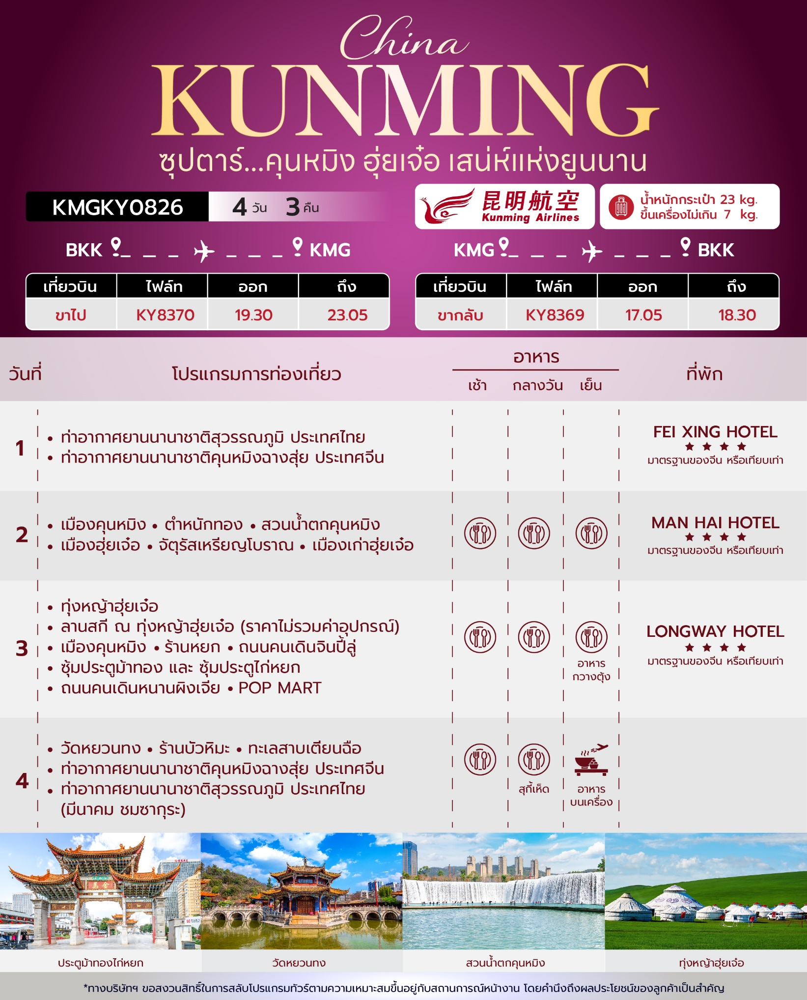 China
KUNMING
ซุปตาร์...คุนหมิง ฮุ่ยเจ๋อ เสน่ห์แห่งยูนนาน
KMGKY0826 4 วัน 3 คืน
昆明航空
Kunming Airlines
น้ำหนักกระเป๋า 23 kg.
ขึ้นเครื่องไม่เกิน 7 kg.
BKK KMG
KMG BKK
เที่ยวบิน ไฟล์ท ออก ถึง
ขาไป KY8370 19.30 23.05
เที่ยวบิน ไฟล์ท ออก ถึง
ขากลับ KY8369 17.05 18.30
วันที่ โปรแกรมการท่องเที่ยว อาหาร ที่พัก
เช้า กลางวัน เย็น
1
• ท่าอากาศยานนานาชาติสุวรรณภูมิ ประเทศไทย
• ท่าอากาศยานนานาชาติคุนหมิงฉางสุ่ย ประเทศจีน
FEI XING HOTEL
★ ★ ★ ★
มาตรฐานของจีน หรือเทียบเท่า
2
• เมืองคุนหมิง • ตำหนักทอง • สวนน้ำตกคุนหมิง
• เมืองฮุ่ยเจ๋อ • จัตุรัสเหรียญโบราณ • เมืองเก่าฮุ่ยเจ๋อ
MAN HAI HOTEL
★ ★ ★ ★
มาตรฐานของจีน หรือเทียบเท่า
3
• ทุ่งหญ้าฮุ่ยเจ๋อ
• ลานสกี ณ ทุ่งหญ้าฮุ่ยเจ๋อ (ราคาไม่รวมค่าอุปกรณ์)
• เมืองคุนหมิง • ร้านหยก • ถนนคนเดินจินปี้ลู่
• ซุ้มประตูม้าทอง และ ซุ้มประตูไก่หยก
• ถนนคนเดินหนานผิงเจีย • POP MART
อาหาร
กวางตุ้ง
LONGWAY HOTEL
★ ★ ★ ★
มาตรฐานของจีน หรือเทียบเท่า
4
• วัดหยวนทง • ร้านบัวหิมะ • ทะเลสาบเตียนฉือ
• ท่าอากาศยานนานาชาติคุนหมิงฉางสุ่ย ประเทศจีน
• ท่าอากาศยานนานาชาติสุวรรณภูมิ ประเทศไทย
(มีนาคม ชมซากุระ)
สุกี้เห็ด
อาหาร
บนเครื่อง
ประตูม้าทองไก่หยก
วัดหยวนทง
สวนน้ำตกคุนหมิง
ทุ่งหญ้าฮุ่ยเจ๋อ
*ทางบริษัทฯ ขอสงวนสิทธิ์ในการสลับโปรแกรมทัวร์ตามความเหมาะสมขึ้นอยู่กับสถานการณ์หน้างาน โดยคำนึงถึงผลประโยชน์ของลูกค้าเป็นสำคัญ